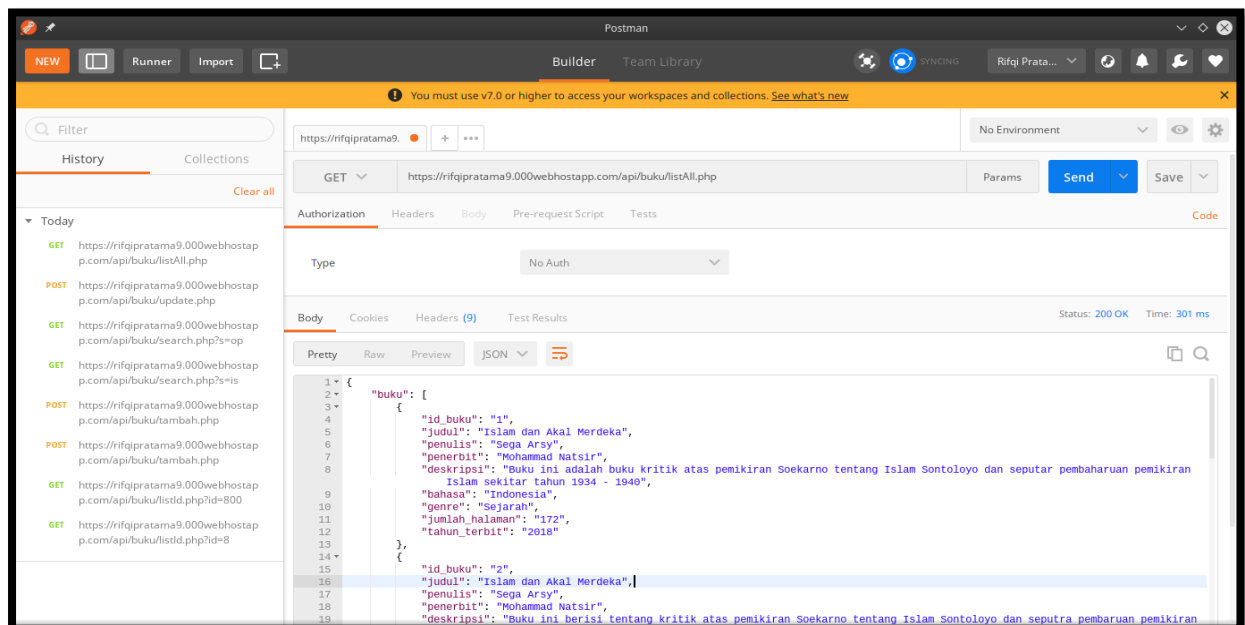 Postman
NEW Runner Import Builder Team Library SYNCING Rifqi Prata...
You must use v7.0 or higher to access your workspaces and collections. See what's new
Filter
History Collections
Clear all
Today
GET https://rifqipratama9.000webhostap
p.com/api/buku/listAll.php
POST https://rifqipratama9.000webhostap
p.com/api/buku/update.php
GET https://rifqipratama9.000webhostap
p.com/api/buku/search.php?s=op
GET https://rifqipratama9.000webhostap
p.com/api/buku/search.php?s=is
POST https://rifqipratama9.000webhostap
p.com/api/buku/tambah.php
POST https://rifqipratama9.000webhostap
p.com/api/buku/tambah.php
GET https://rifqipratama9.000webhostap
p.com/api/buku/listId.php?id=800
GET https://rifqipratama9.000webhostap
p.com/api/buku/listId.php?id=8
https://rifqipratama9. + ••• No Environment
GET https://rifqipratama9.000webhostapp.com/api/buku/listAll.php Params Send Save
Authorization Headers Body Pre-request Script Tests Code
Type No Auth
Body Cookies Headers (9) Test Results Status: 200 OK Time: 301 ms
Pretty Raw Preview JSON
1 {
2 "buku": [
3 {
4 "id_buku": "1",
5 "judul": "Islam dan Akal Merdeka",
6 "penulis": "Sega Arsy",
7 "penerbit": "Mohammad Natsir",
8 "deskripsi": "Buku ini adalah buku kritik atas pemikiran Soekarno tentang Islam Sontoloyo dan seputar pembaharuan pemikiran
Islam sekitar tahun 1934 - 1940",
9 "bahasa": "Indonesia",
10 "genre": "Sejarah",
11 "jumlah_halaman": "172",
12 "tahun_terbit": "2018"
13 },
14 {
15 "id_buku": "2",
16 "judul": "Islam dan Akal Merdeka",
17 "penulis": "Sega Arsy",
18 "penerbit": "Mohammad Natsir",
19 "deskripsi": "Buku ini berisi tentang kritik atas pemikiran Soekarno tentang Islam Sontoloyo dan seputra pembaruan pemikiran